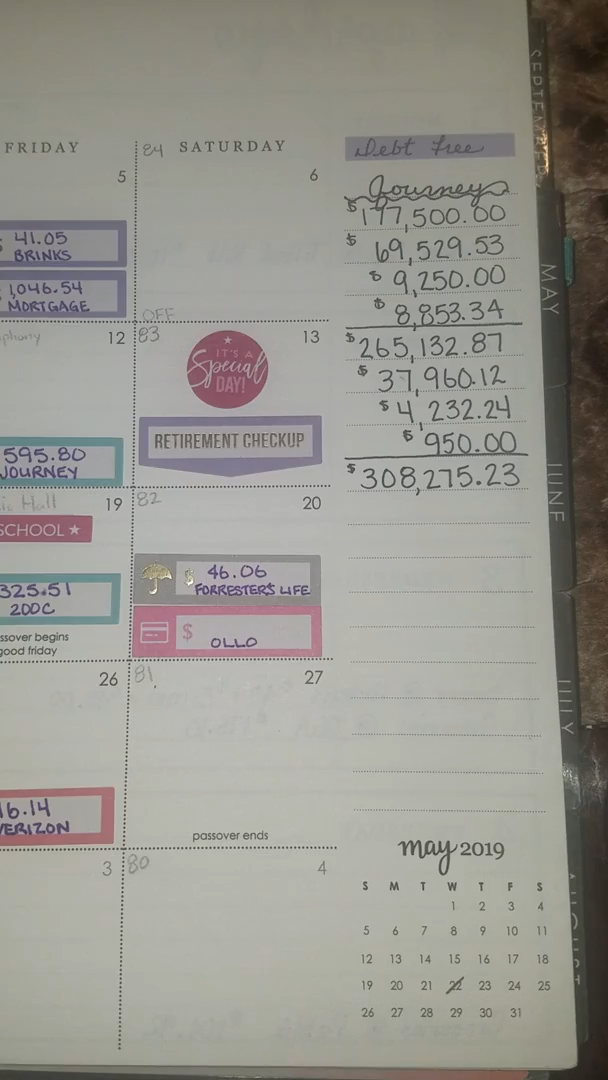 FRIDAY
5
41.05
BRINKS
1046.54
MORTGAGE
12
595.80
JOURNEY
Hall
19
SCHOOL ★
325.51
200C
ssover begins
good friday
26
16.14
VERIZON
3
84 SATURDAY
6
OFF
83
13
IT'S A
Special
DAY!
RETIREMENT CHECKUP
82
20
$ 46.06
FORRESTER'S LIFE
$
OLLO
81
27
passover ends
80
4
Debt Free
Journey
$177,500.00
$ 69,529.53
$ 9,250.00
$ 8,853.34
$265,132.87
$ 37,960.12
$ 4,232.24
$ 950.00
$308,275.23
may 2019
S M T W T F S
1 2 3 4
5 6 7 8 9 10 11
12 13 14 15 16 17 18
19 20 21 22 23 24 25
26 27 28 29 30 31
SEPTEMBER
MAY
JUNE
JULY
AUGUST